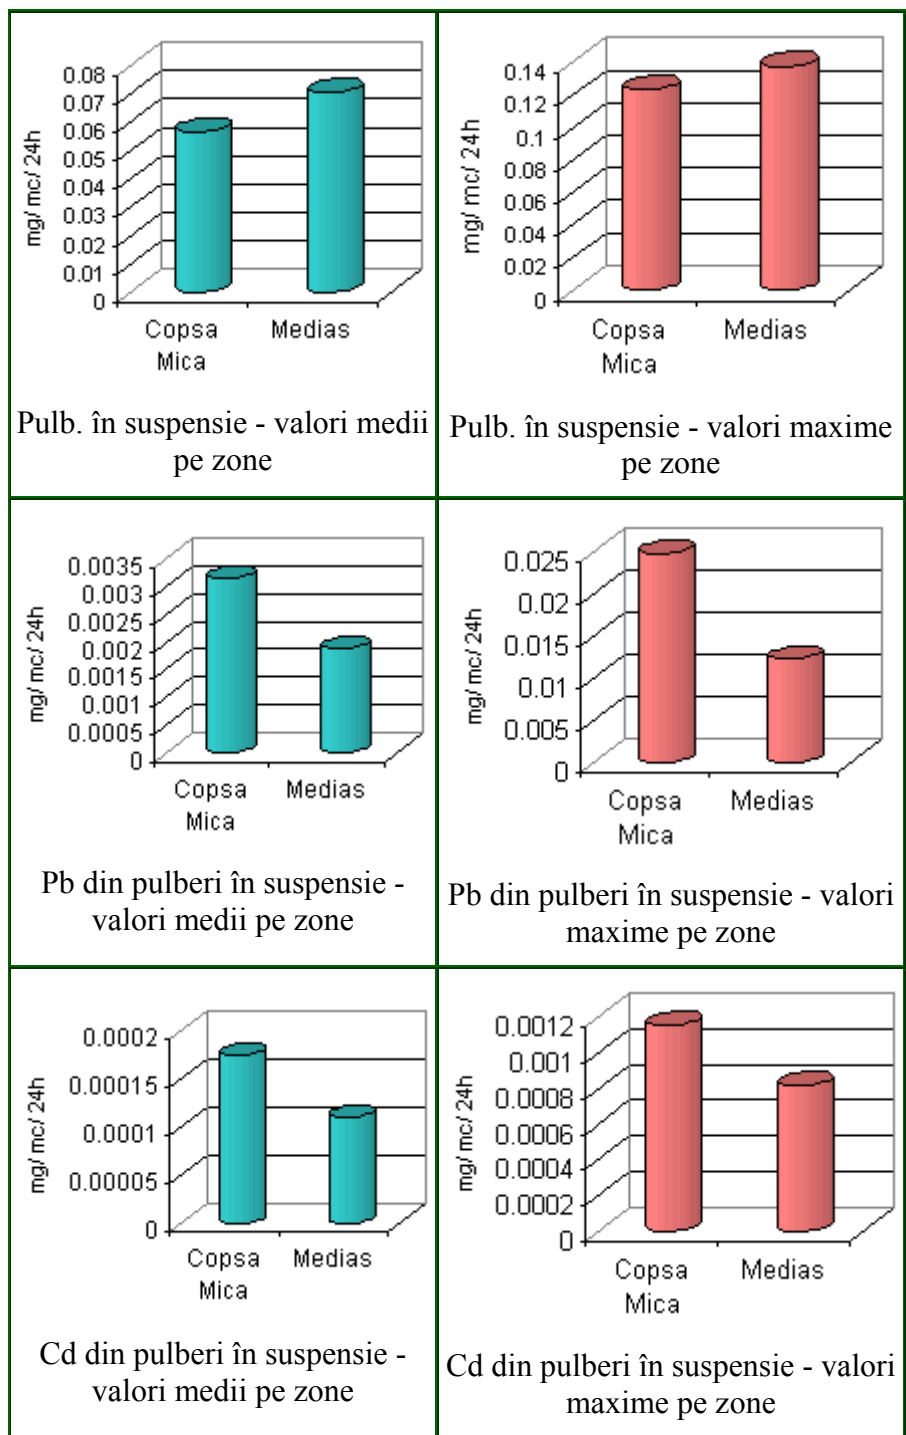 0.08
0.07
0.06
0.05
0.04
0.03
0.02
0.01
0
mg/ mc/ 24h
Copsa
Mica
Medias
Pulb. în suspensie - valori medii
pe zone
0.14
0.12
0.1
0.08
0.06
0.04
0.02
0
mg/ mc/ 24h
Copsa
Mica
Medias
Pulb. în suspensie - valori maxime
pe zone
0.0035
0.003
0.0025
0.002
0.0015
0.001
0.0005
0
mg/ mc/ 24h
Copsa
Mica
Medias
Pb din pulberi în suspensie -
valori medii pe zone
0.025
0.02
0.015
0.01
0.005
0
mg/ mc/ 24h
Copsa
Mica
Medias
Pb din pulberi în suspensie - valori
maxime pe zone
0.0002
0.00015
0.0001
0.00005
0
mg/ mc/ 24h
Copsa
Mica
Medias
Cd din pulberi în suspensie -
valori medii pe zone
0.0012
0.001
0.0008
0.0006
0.0004
0.0002
0
mg/ mc/ 24h
Copsa
Mica
Medias
Cd din pulberi în suspensie - valori
maxime pe zone